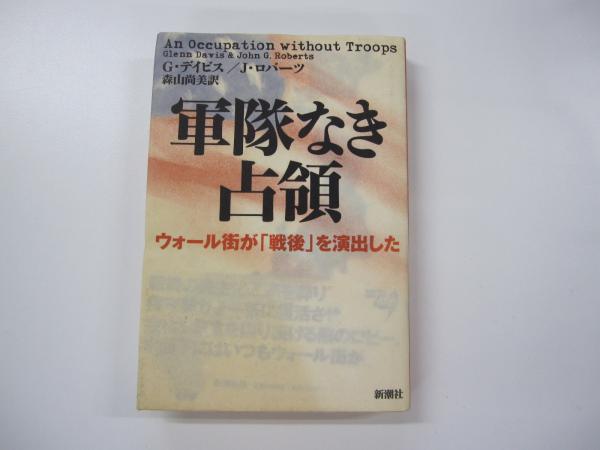 An Occupation without Troops
Glenn Davis & John G. Roberts
G・デイビス／J・ロバーツ
森山尚美訳
軍隊なき
占領
ウォール街が「戦後」を演出した
新潮社